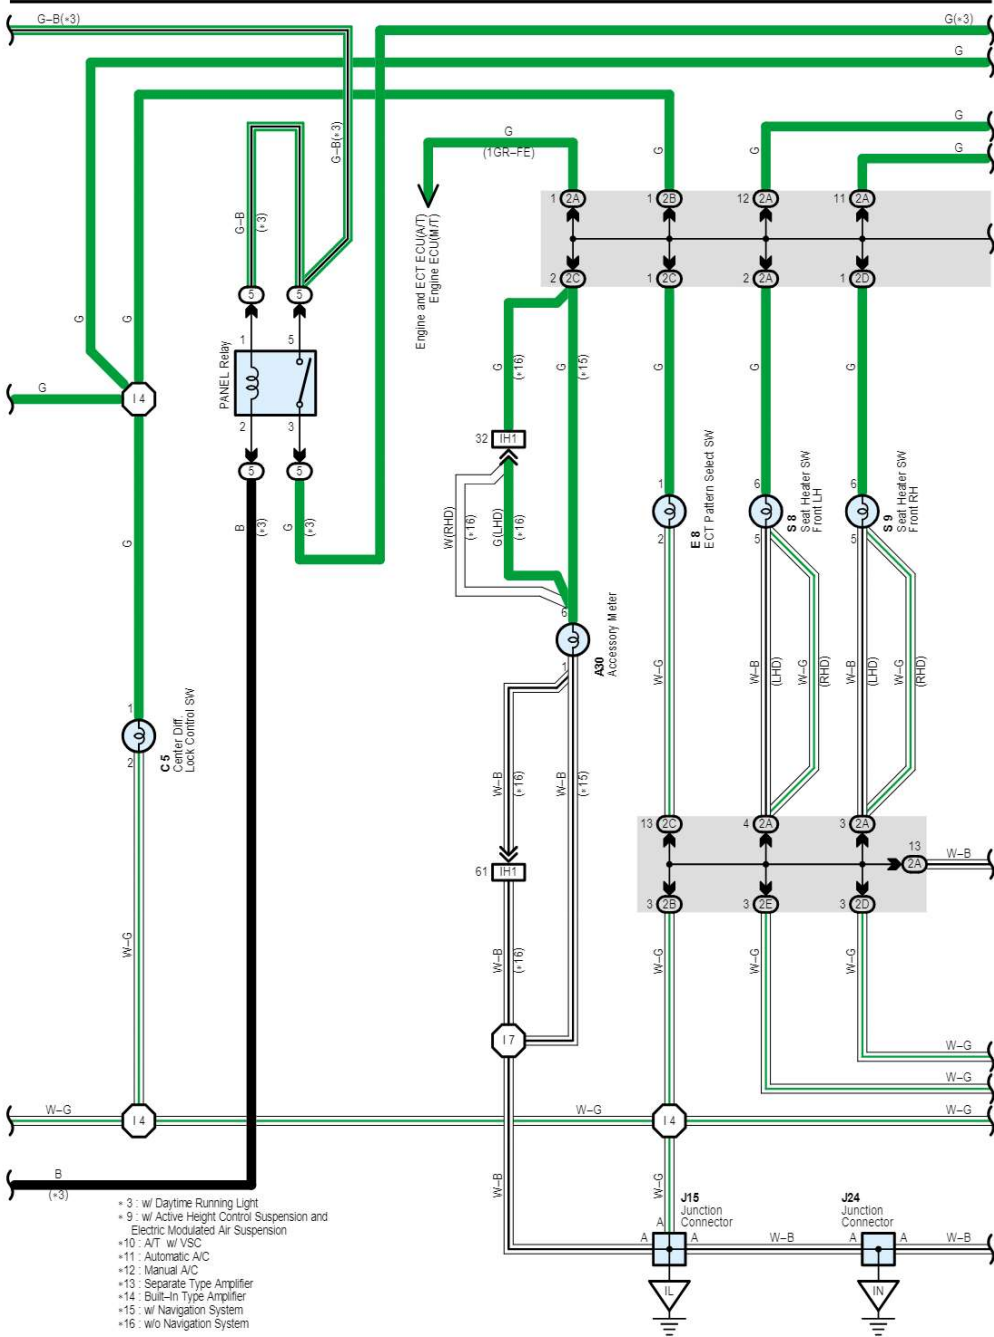 G–B(∗3)
G(∗3)
G
G
G
G
(1GR–FE)
G
G
G–B(∗3)
G
G
1 2A
1 2B
12 2A
11 2A
G–B
(∗3)
Engine and ECT ECU(A/T)
Engine ECU(M/T)
2 2C
1 2C
2 2A
1 2D
5
5
G
G
1
5
PANEL Relay
G
(∗16)
G
(∗15)
G
G
G
G
I 4
2
3
32 IH1
5
5
B
(∗3)
G
(∗3)
W(RHD)
(∗16)
G(LHD)
(∗16)
1
2
E 8
ECT Pattern Select SW
6
5
S 8
Seat Heater SW
Front LH
6
5
S 9
Seat Heater SW
Front RH
G
6
1
A30
Accessory Meter
W–G
W–B
(LHD)
W–G
(RHD)
W–B
(LHD)
W–G
(RHD)
1
2
C 5
Center Diff.
Lock Control SW
W–B
(∗16)
W–B
(∗15)
13 2C
4 2A
3 2A
13
2A
W–B
61 IH1
3 2B
3 2E
3 2D
W–G
W–B
(∗16)
W–G
W–G
W–G
I 7
W–G
W–G
W–G
W–G
W–G
I 4
I 4
B
(∗3)
W–B
W–G
∗ 3 : w/ Daytime Running Light
∗ 9 : w/ Active Height Control Suspension and
Electric Modulated Air Suspension
∗10 : A/T w/ VSC
∗11 : Automatic A/C
∗12 : Manual A/C
∗13 : Separate Type Amplifier
∗14 : Built–In Type Amplifier
∗15 : w/ Navigation System
∗16 : w/o Navigation System
J15
Junction
Connector
J24
Junction
Connector
A
A
A
W–B
A
A
W–B
IL
IN